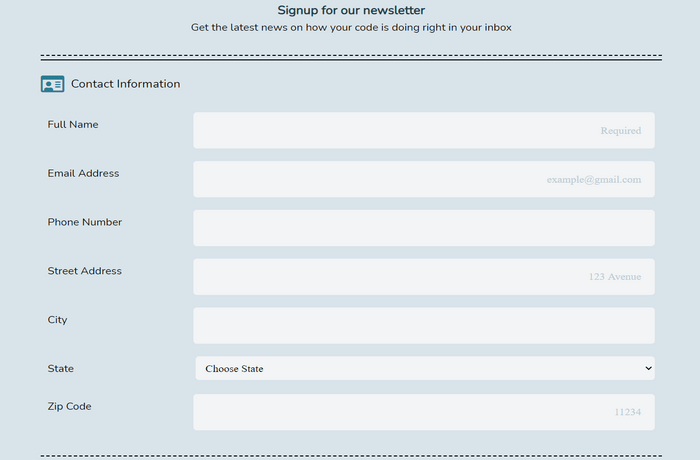 Signup for our newsletter
Get the latest news on how your code is doing right in your inbox
Contact Information
Full Name
Required
Email Address
example@gmail.com
Phone Number
Street Address
123 Avenue
City
State
Choose State
Zip Code
11234